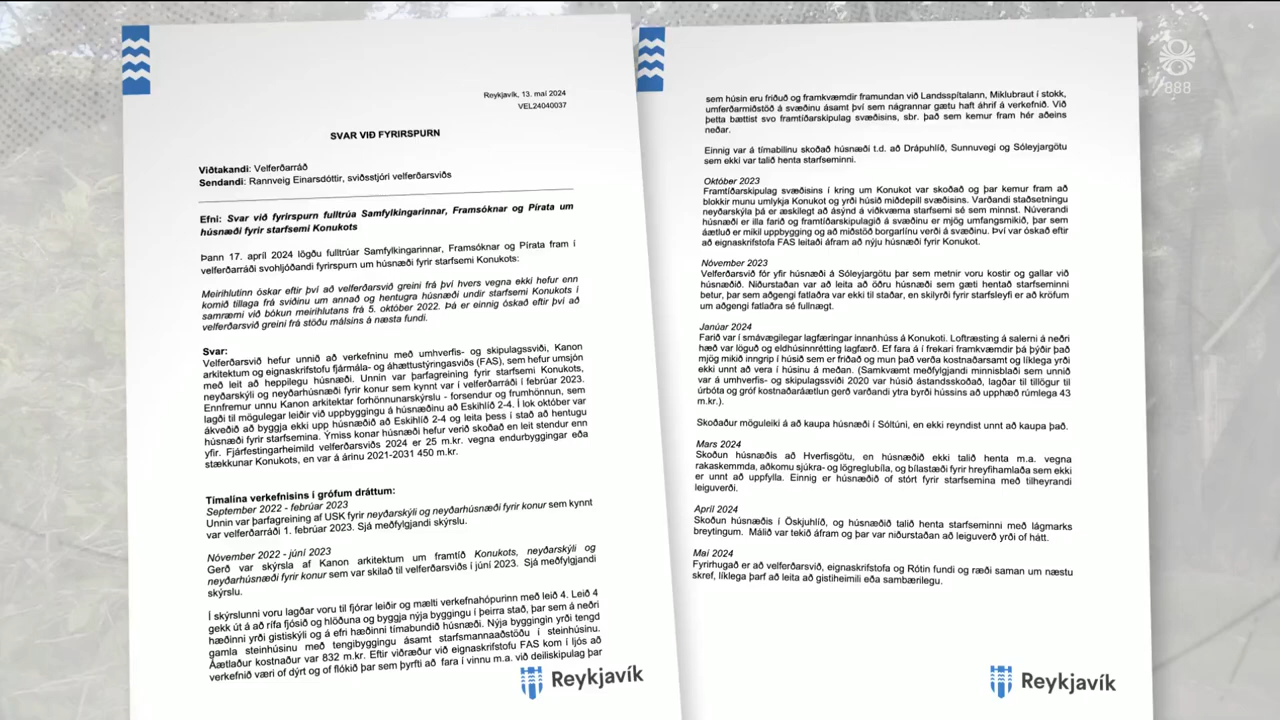 Reykjavík, 13. maí 2024
VEL24040037
SVAR VIÐ FYRIRSPURN
Viðtakandi: Velferðarráð
Sendandi: Rannveig Einarsdóttir, sviðsstjóri velferðarsviðs
Efni: Svar við fyrirspurn fulltrúa Samfylkingarinnar, Framsóknar og Pírata um
húsnæði fyrir starfsemi Konukots
Þann 17. apríl 2024 lögðu fulltrúar Samfylkingarinnar, Framsóknar og Pírata fram í
velferðarráði svohljóðandi fyrirspurn um húsnæði fyrir starfsemi Konukots:
Meirihlutinn óskar eftir því að velferðarsvið greini frá því hvers vegna ekki hefur enn
komið tillaga frá sviðinu um annað og hentugra húsnæði undir starfsemi Konukots í
samræmi við bókun meirihlutans frá 5. október 2022. Þá er einnig óskað eftir því að
velferðarsvið greini frá stöðu málsins á næsta fundi.
Svar:
Velferðarsvið hefur unnið að verkefninu með umhverfis- og skipulagssviði, Kanon
arkitektum og eignaskrifstofu fjármála- og áhættustýringasviðs (FAS), sem hefur umsjón
með leit að heppilegu húsnæði. Unnin var þarfagreining fyrir starfsemi Konukots,
neyðarskýli og neyðarhúsnæði fyrir konur sem kynnt var í velferðarráði í febrúar 2023.
Ennfremur unnu Kanon arkitektar forhönnunarskýrslu - forsendur og frumhönnun, sem
lagði til mögulegar leiðir við uppbyggingu á húsnæðinu að Eskihlíð 2-4. Í lok október var
ákveðið að byggja ekki upp húsnæðið að Eskihlíð 2-4 og leita þess í stað að hentugu
húsnæði fyrir starfsemina. Ýmiss konar húsnæði hefur verið skoðað en leit stendur enn
yfir. Fjárfestingarheimild velferðarsviðs 2024 er 25 m.kr. vegna endurbyggingar eða
stækkunar Konukots, en var á árinu 2021-2031 450 m.kr.
Tímalína verkefnisins í grófum dráttum:
September 2022 - febrúar 2023
Unnin var þarfagreining af USK fyrir neyðarskýli og neyðarhúsnæði fyrir konur sem kynnt
var velferðarráði 1. febrúar 2023. Sjá meðfylgjandi skýrslu.
Nóvember 2022 - júní 2023
Gerð var skýrsla af Kanon arkitektum um framtíð Konukots, neyðarskýli og
neyðarhúsnæði fyrir konur sem var skilað til velferðarsviðs í júní 2023. Sjá meðfylgjandi
skýrslu.
Í skýrslunni voru lagðar voru til fjórar leiðir og mælti verkefnahópurinn með leið 4. Leið 4
gekk út á að rífa fjósið og hlöðuna og byggja nýja byggingu í þeirra stað, þar sem á neðri
hæðinni yrði gistiskýli og á efri hæðinni tímabundið húsnæði. Nýja byggingin yrði tengd
gamla steinhúsinu með tengibyggingu ásamt starfsmannaaðstöðu í steinhúsinu.
Áætlaður kostnaður var 832 m.kr. Eftir viðræður við eignaskrifstofu FAS kom í ljós að
verkefnið væri of dýrt og of flókið þar sem þyrfti að fara í vinnu m.a. við deiliskipulag þar
Reykjavík
sem húsin eru friðuð og framkvæmdir framundan við Landsspítalann, Miklubraut í stokk,
umferðarmiðstöð á svæðinu ásamt því sem nágrannar gætu haft áhrif á verkefnið. Við
þetta bættist svo framtíðarskipulag svæðisins, sbr. það sem kemur fram hér aðeins
neðar.
Einnig var á tímabilinu skoðað húsnæði t.d. að Drápuhlíð, Sunnuvegi og Sóleyjargötu
sem ekki var talið henta starfseminni.
Október 2023
Framtíðarskipulag svæðisins í kring um Konukot var skoðað og þar kemur fram að
blokkir munu umlykja Konukot og yrði húsið miðdepill svæðisins. Varðandi staðsetningu
neyðarskýla þá er æskilegt að ásýnd á viðkvæma starfsemi sé sem minnst. Núverandi
húsnæði er illa farið og framtíðarskipulagið á svæðinu er mjög umfangsmikið, þar sem
áætluð er mikil uppbygging og að miðstöð borgarlínu verði á svæðinu. Því var óskað eftir
að eignaskrifstofa FAS leitaði áfram að nýju húsnæði fyrir Konukot.
Nóvember 2023
Velferðarsvið fór yfir húsnæði á Sóleyjargötu þar sem metnir voru kostir og gallar við
húsnæðið. Niðurstaðan var að leita að öðru húsnæði sem gæti hentað starfseminni
betur, þar sem aðgengi fatlaðra var ekki til staðar, en skilyrði fyrir starfsleyfi er að kröfum
um aðgengi fatlaðra sé fullnægt.
Janúar 2024
Farið var í smávægilegar lagfæringar innanhúss á Konukoti. Loftræsting á salerni á neðri
hæð var löguð og eldhúsinnrétting lagfærð. Ef fara á í frekari framkvæmdir þá þýðir það
mjög mikið inngrip í húsið sem er friðað og mun það verða kostnaðarsamt og líklega yrði
ekki unnt að vera í húsinu á meðan. (Samkvæmt meðfylgjandi minnisblaði sem unnið
var á umhverfis- og skipulagssviði 2020 var húsið ástandsskoðað, lagðar til tillögur til
úrbóta og gróf kostnaðaráætlun gerð varðandi ytra byrði hússins að upphæð rúmlega 43
m.kr.).
Skoðaður möguleiki á að kaupa húsnæði í Sóltúni, en ekki reyndist unnt að kaupa það.
Mars 2024
Skoðun húsnæðis að Hverfisgötu, en húsnæðið ekki talið henta m.a. vegna
rakaskemmda, aðkomu sjúkra- og lögreglubíla, og bílastæði fyrir hreyfihamlaða sem ekki
er unnt að uppfylla. Einnig er húsnæðið of stórt fyrir starfsemina með tilheyrandi
leiguverði.
Apríl 2024
Skoðun húsnæðis í Öskjuhlíð, og húsnæðið talið henta starfseminni með lágmarks
breytingum. Málið var tekið áfram og þar var niðurstaðan að leiguverð yrði of hátt.
Maí 2024
Fyrirhugað er að velferðarsvið, eignaskrifstofa og Rótin fundi og ræði saman um næstu
skref, líklega þarf að leita að gistiheimili eða sambærilegu.
Reykjavík
888